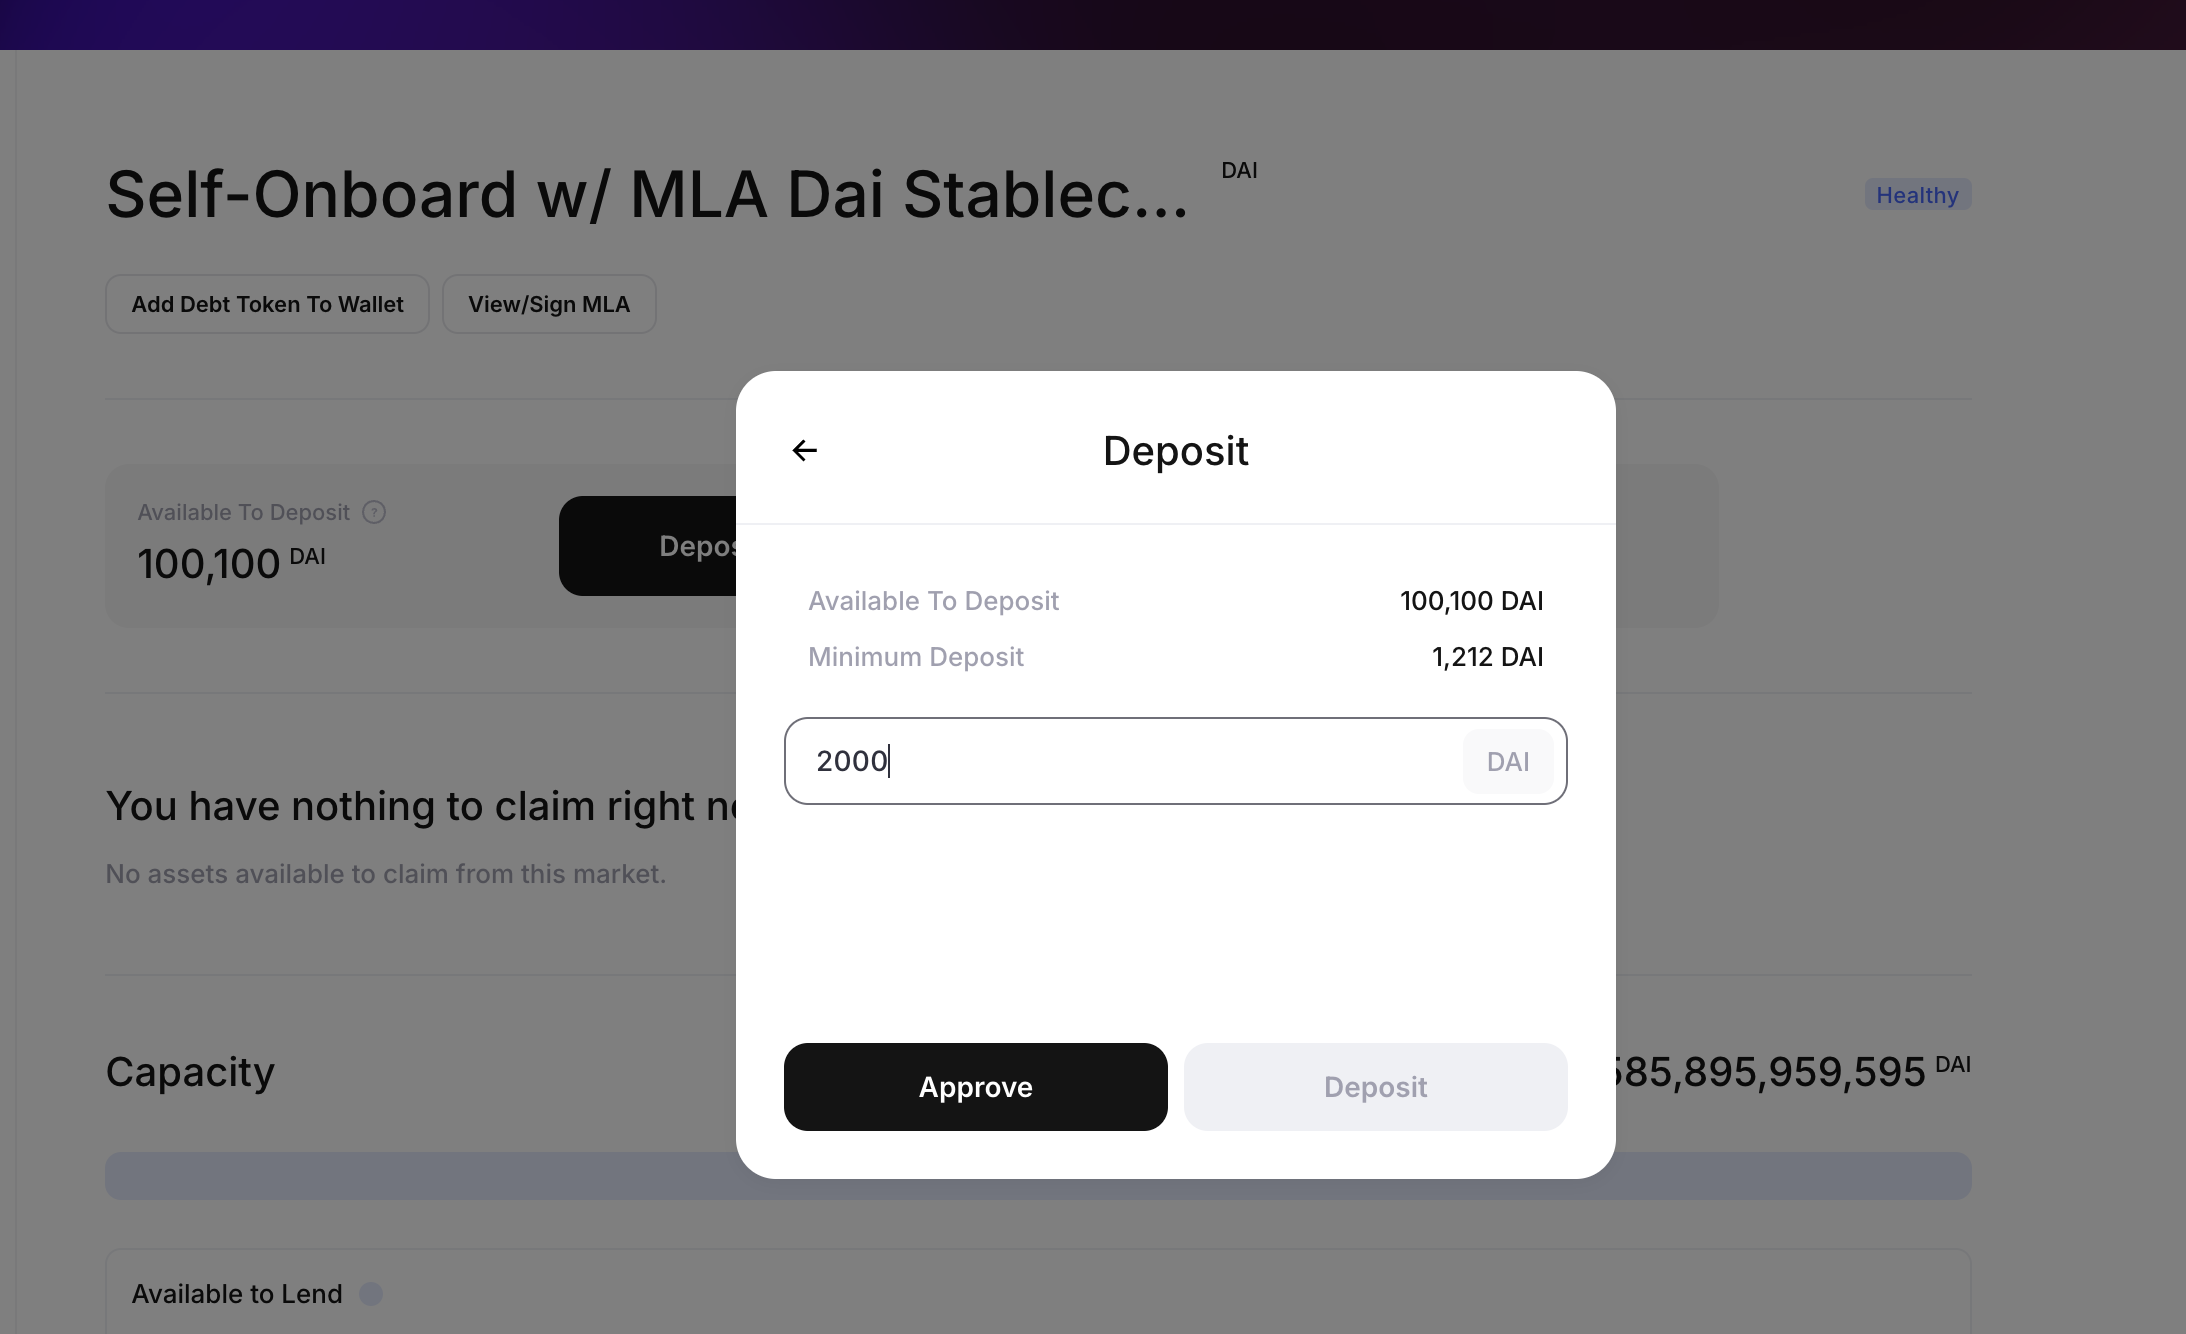 Self-Onboard w/ MLA Dai Stablec... DAI
Healthy
Add Debt Token To Wallet
View/Sign MLA
Available To Deposit ?
100,100 DAI
Deposit
Available To Deposit 100,100 DAI
Minimum Deposit 1,212 DAI
2000 DAI
Approve
Deposit
You have nothing to claim right
No assets available to claim from this market.
Capacity
85,895,959,595 DAI
Available to Lend